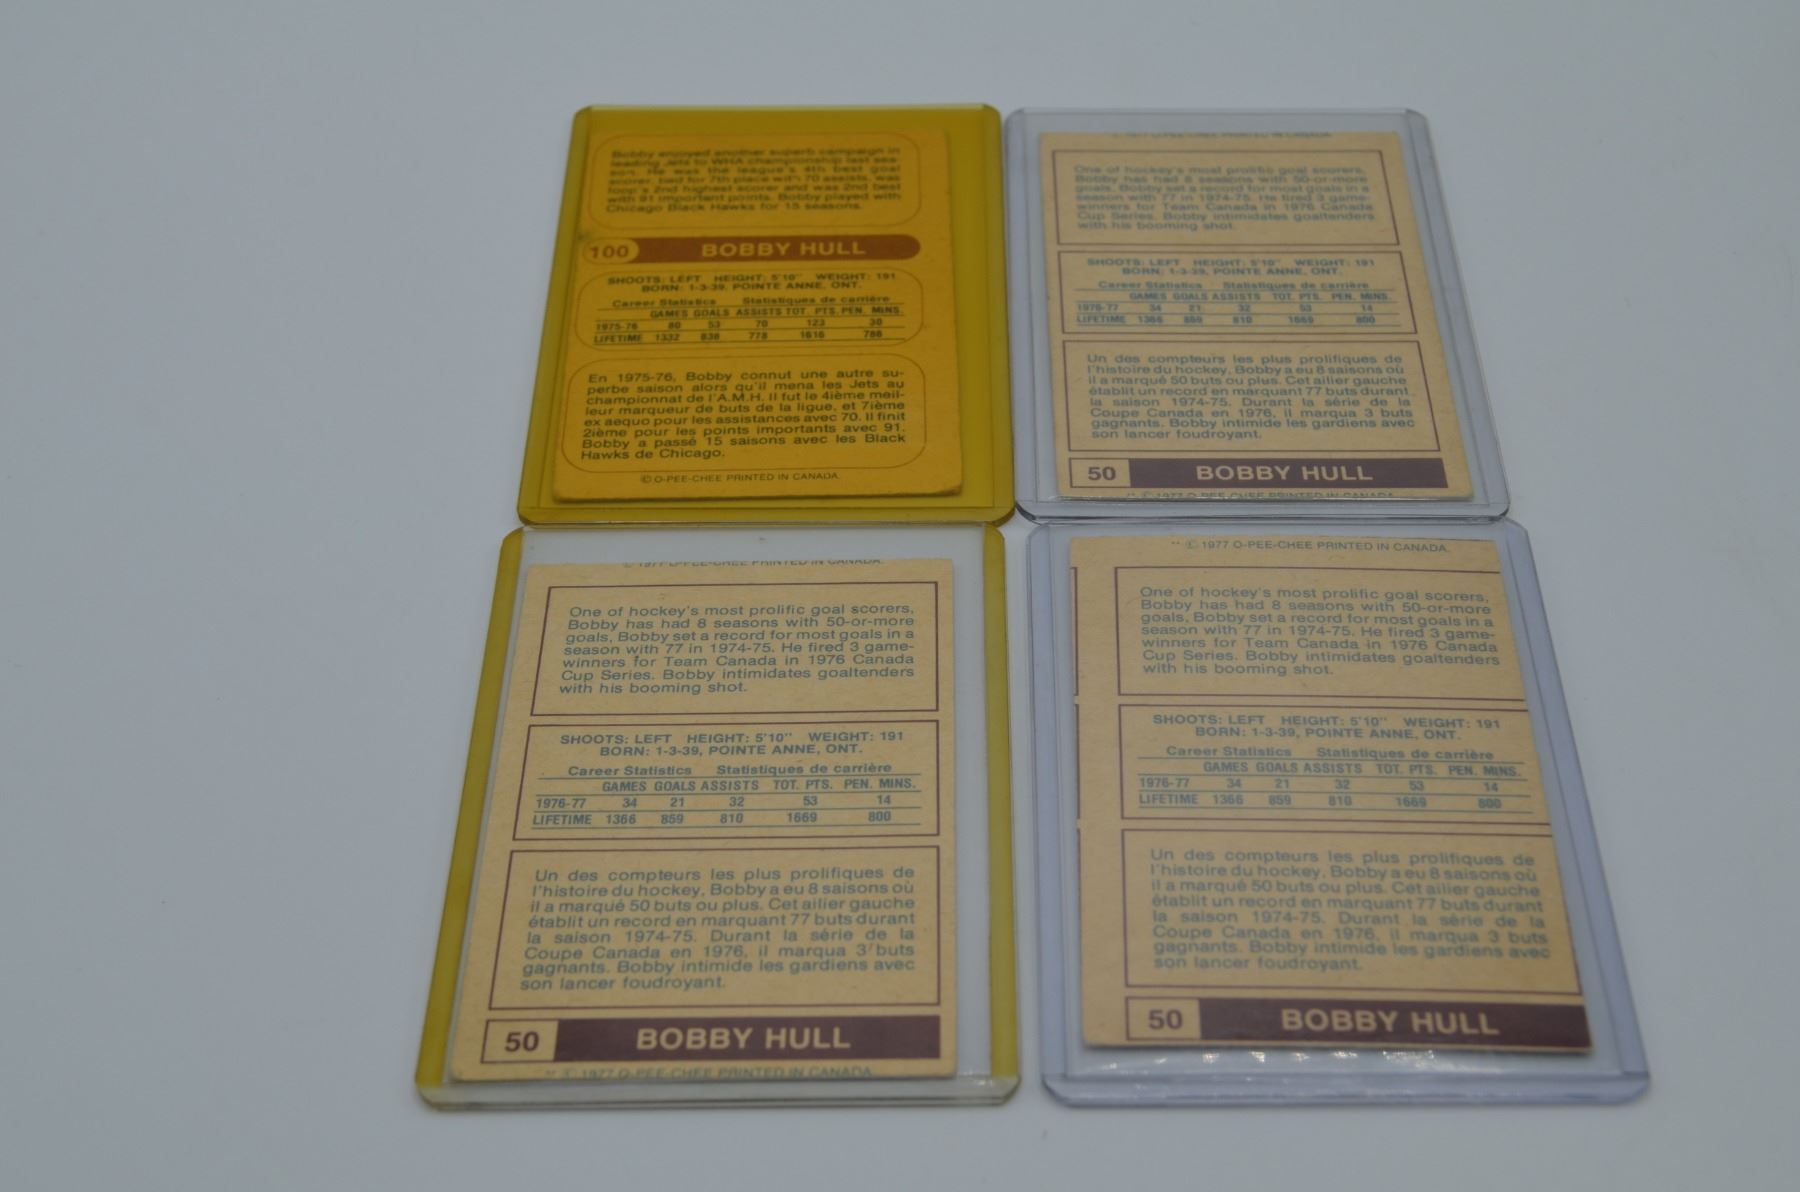 Bobby enjoyed another superb campaign in
leading Jets to WHA championship last sea-
son. He was the league's 4th best goal
scorer, tied for 7th place with 70 assists, was
loop's 2nd highest scorer and was 2nd best
with 91 important points. Bobby played with
Chicago Black Hawks for 15 seasons.
100 BOBBY HULL
SHOOTS: LEFT HEIGHT: 5'10" WEIGHT: 191
BORN: 1-3-39, POINTE ANNE, ONT.
Career Statistics Statistiques de carrière
GAMES GOALS ASSISTS TOT. PTS. PEN. MINS.
1975-76 80 53 70 123 30
LIFETIME 1332 838 778 1616 786
En 1975-76, Bobby connut une autre su-
perbe saison alors qu'il mena les Jets au
championnat de l'A.M.H. Il fut le 4ième meil-
leur marqueur de buts de la ligue, et 7ième
ex aequo pour les assistances avec 70. Il finit
2ième pour les points importants avec 91.
Bobby a passé 15 saisons avec les Black
Hawks de Chicago.
© O-PEE-CHEE PRINTED IN CANADA.
© 1977 O-PEE-CHEE PRINTED IN CANADA.
One of hockey's most prolific goal scorers,
Bobby has had 8 seasons with 50-or-more
goals. Bobby set a record for most goals in a
season with 77 in 1974-75. He fired 3 game-
winners for Team Canada in 1976 Canada
Cup Series. Bobby intimidates goaltenders
with his booming shot.
SHOOTS: LEFT HEIGHT: 5'10" WEIGHT: 191
BORN: 1-3-39, POINTE ANNE, ONT.
Career Statistics Statistiques de carrière
GAMES GOALS ASSISTS TOT. PTS. PEN. MINS.
1976-77 34 21 32 53 14
LIFETIME 1366 859 810 1669 800
Un des compteurs les plus prolifiques de
l'histoire du hockey, Bobby a eu 8 saisons où
il a marqué 50 buts ou plus. Cet ailier gauche
établit un record en marquant 77 buts durant
la saison 1974-75. Durant la série de la
Coupe Canada en 1976, il marqua 3 buts
gagnants. Bobby intimide les gardiens avec
son lancer foudroyant.
50 BOBBY HULL
** © 1977 O-PEE-CHEE PRINTED IN CANADA.
© 1977 O-PEE-CHEE PRINTED IN CANADA.
One of hockey's most prolific goal scorers,
Bobby has had 8 seasons with 50-or-more
goals, Bobby set a record for most goals in a
season with 77 in 1974-75. He fired 3 game-
winners for Team Canada in 1976 Canada
Cup Series. Bobby intimidates goaltenders
with his booming shot.
SHOOTS: LEFT HEIGHT: 5'10" WEIGHT: 191
BORN: 1-3-39, POINTE ANNE, ONT.
Career Statistics Statistiques de carrière
GAMES GOALS ASSISTS TOT. PTS. PEN. MINS.
1976-77 34 21 32 53 14
LIFETIME 1366 859 810 1669 800
Un des compteurs les plus prolifiques de
l'histoire du hockey, Bobby a eu 8 saisons où
il a marqué 50 buts ou plus. Cet ailier gauche
établit un record en marquant 77 buts durant
la saison 1974-75. Durant la série de la
Coupe Canada en 1976, il marqua 3 buts
gagnants. Bobby intimide les gardiens avec
son lancer foudroyant.
50 BOBBY HULL
** © 1977 O-PEE-CHEE PRINTED IN CANADA.
** © 1977 O-PEE-CHEE PRINTED IN CANADA.
One of hockey's most prolific goal scorers,
Bobby has had 8 seasons with 50-or-more
goals, Bobby set a record for most goals in a
season with 77 in 1974-75. He fired 3 game-
winners for Team Canada in 1976 Canada
Cup Series. Bobby intimidates goaltenders
with his booming shot.
SHOOTS: LEFT HEIGHT: 5'10" WEIGHT: 191
BORN: 1-3-39, POINTE ANNE, ONT.
Career Statistics Statistiques de carrière
GAMES GOALS ASSISTS TOT. PTS. PEN. MINS.
1976-77 34 21 32 53 14
LIFETIME 1366 859 810 1669 800
Un des compteurs les plus prolifiques de
l'histoire du hockey, Bobby a eu 8 saisons où
il a marqué 50 buts ou plus. Cet ailier gauche
établit un record en marquant 77 buts durant
la saison 1974-75. Durant la série de la
Coupe Canada en 1976, il marqua 3 buts
gagnants. Bobby intimide les gardiens avec
son lancer foudroyant.
50 BOBBY HULL